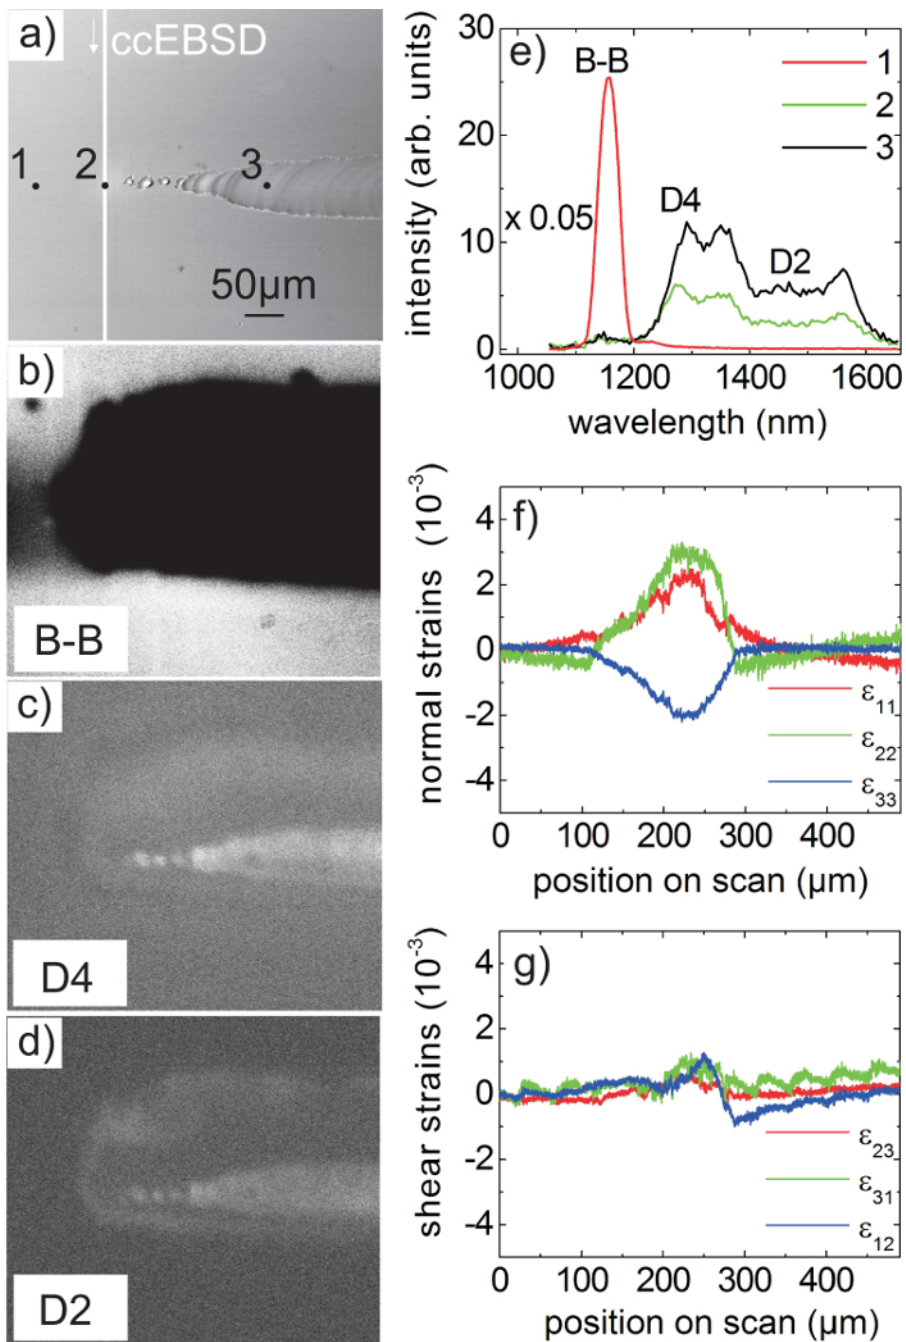 a)
ccEBSD
1
2
3
50µm
b)
B-B
c)
D4
d)
D2
e)
B-B
1
2
3
x 0.05
D4
D2
intensity (arb. units)
30
20
10
0
1000 1200 1400 1600
wavelength (nm)
f)
normal strains (10⁻³)
4
2
0
-2
-4
ε₁₁
ε₂₂
ε₃₃
0 100 200 300 400
position on scan (µm)
g)
shear strains (10⁻³)
4
2
0
-2
-4
ε₂₃
ε₃₁
ε₁₂
0 100 200 300 400
position on scan (µm)